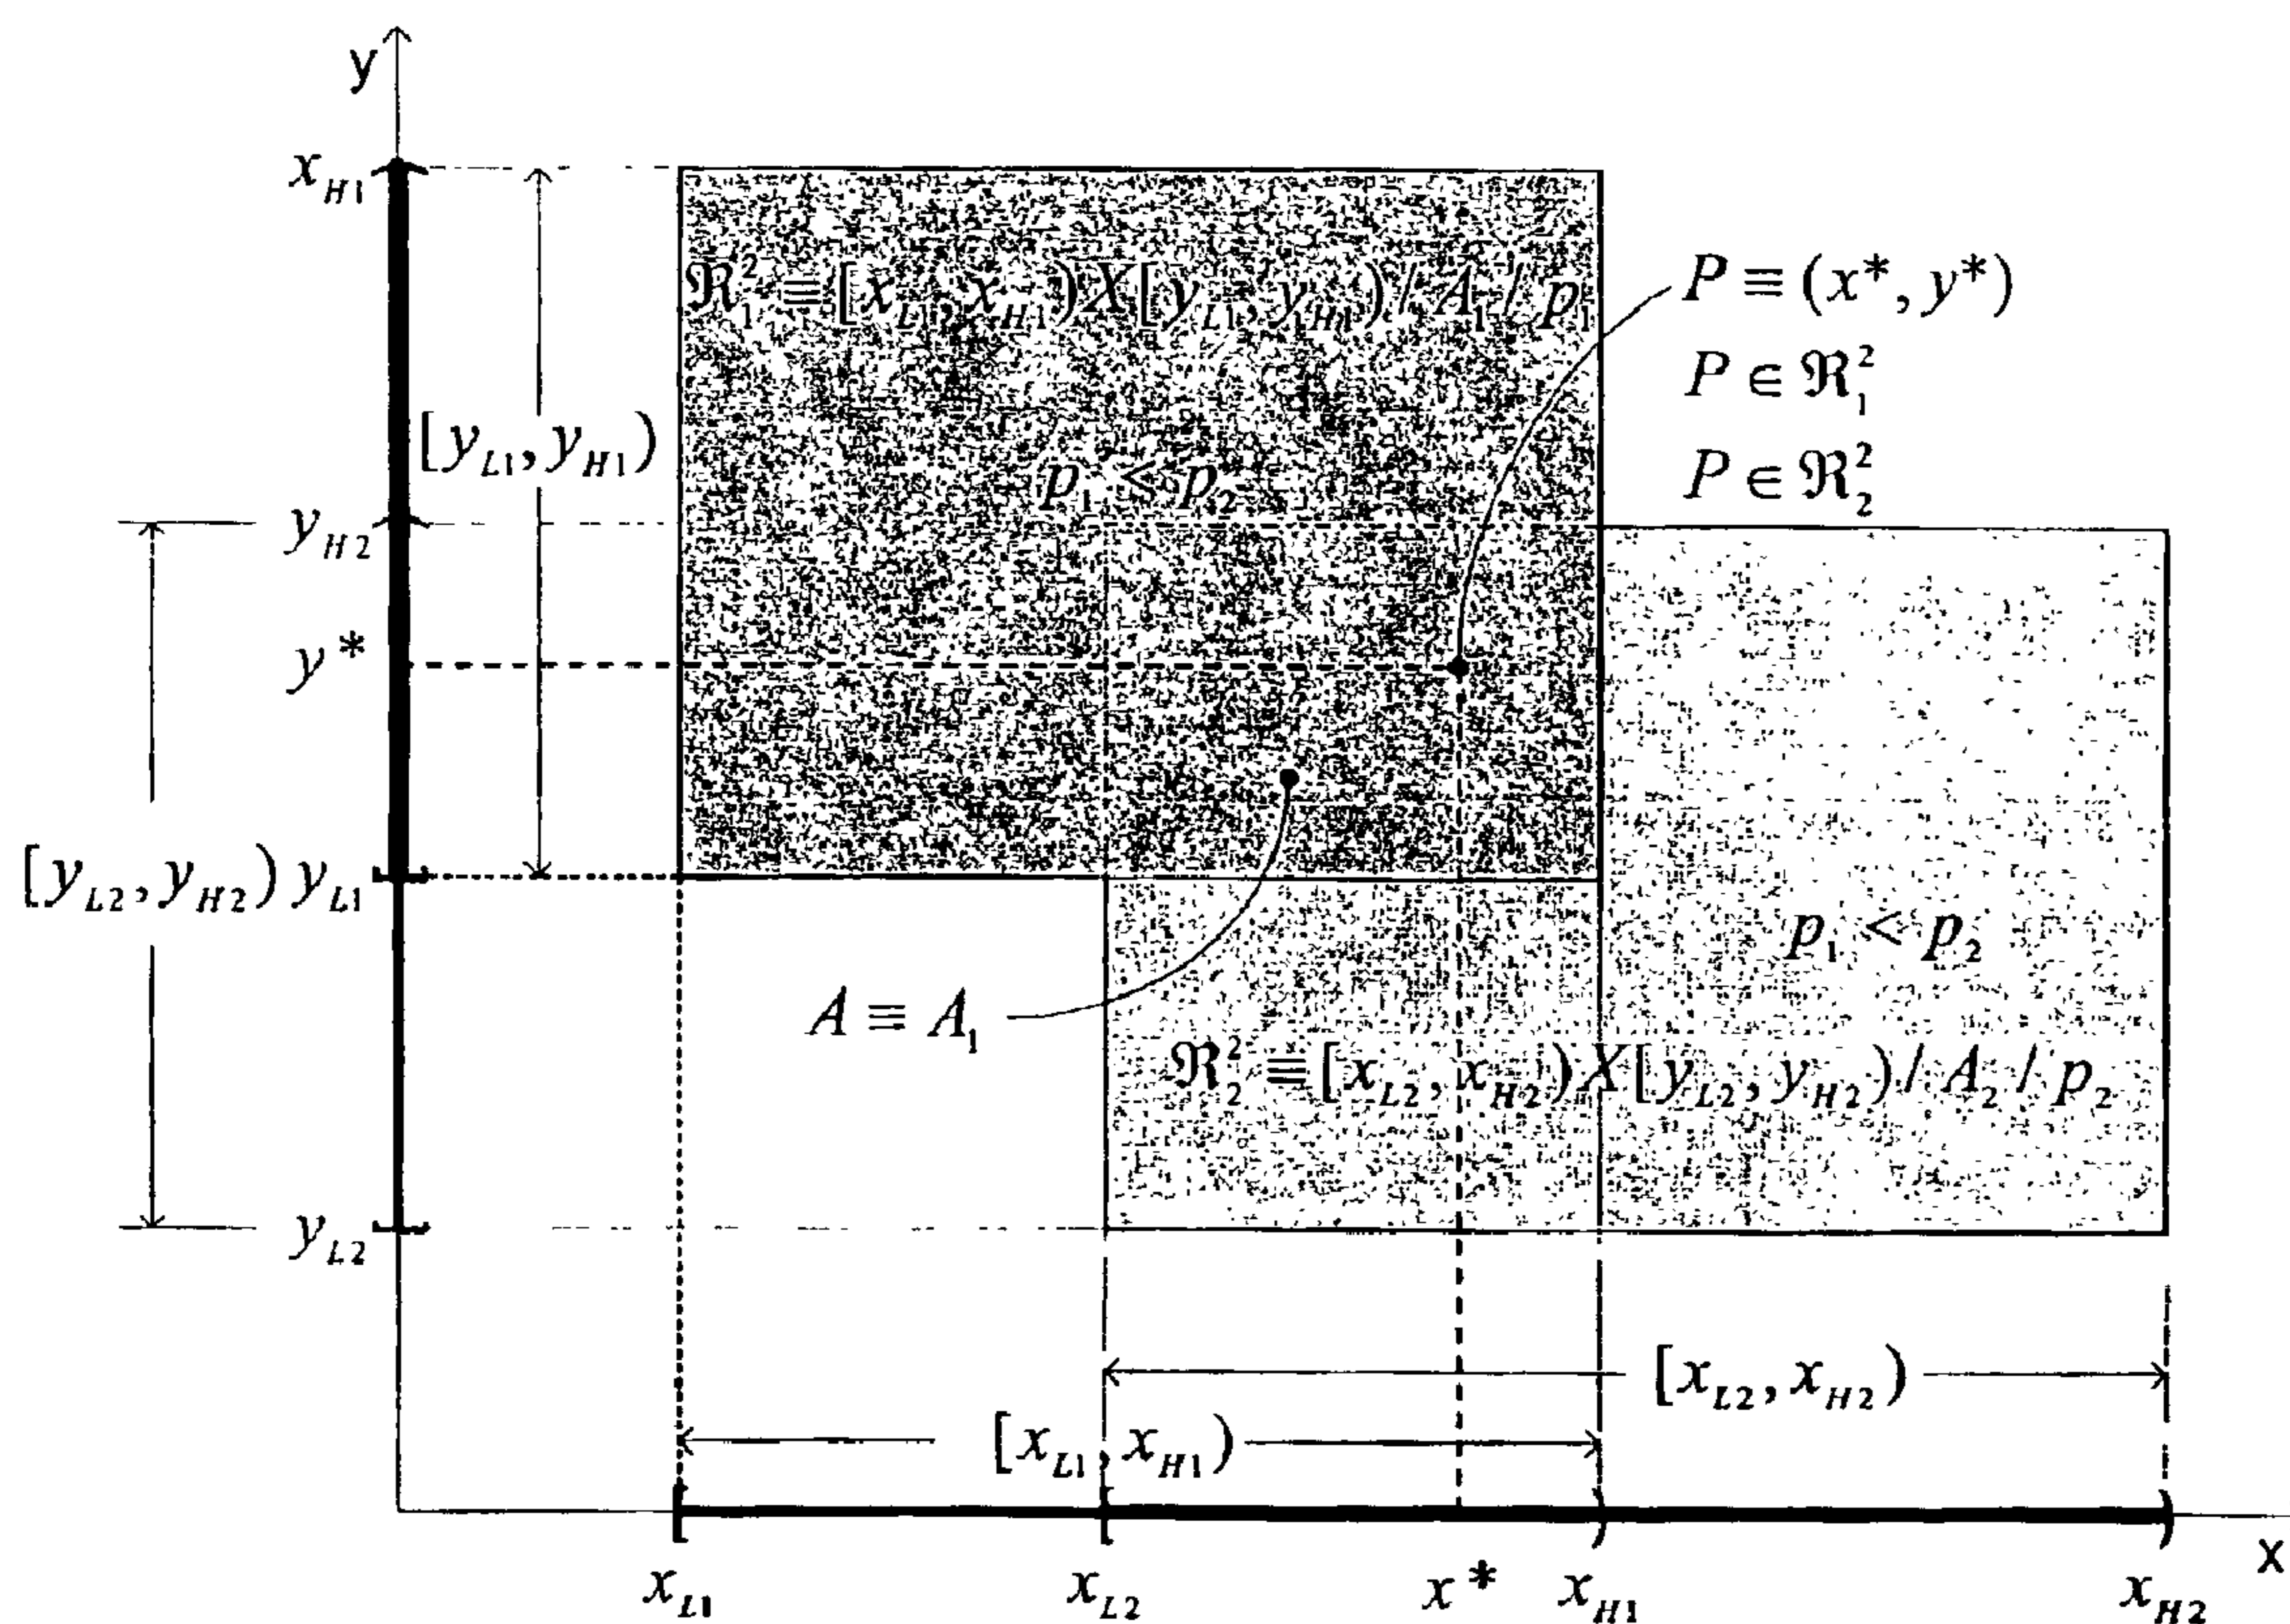 y
x_{H1}
ℜ₁² ≡ [x_{L1}, x_{H1}) X [y_{L1}, y_{H1}) / A₁ / p₁
P ≡ (x*, y*)
P ∈ ℜ₁²
P ∈ ℜ₂²
[y_{L1}, y_{H1})
p₁ < p₂
y_{H2}
y*
[y_{L2}, y_{H2}) y_{L1}
p₁ < p₂
A ≡ A₁
ℜ₂² ≡ [x_{L2}, x_{H2}) X [y_{L2}, y_{H2}) / A₂ / p₂
y_{L2}
[x_{L2}, x_{H2})
[x_{L1}, x_{H1})
x
x_{L1} x_{L2} x* x_{H1} x_{H2}